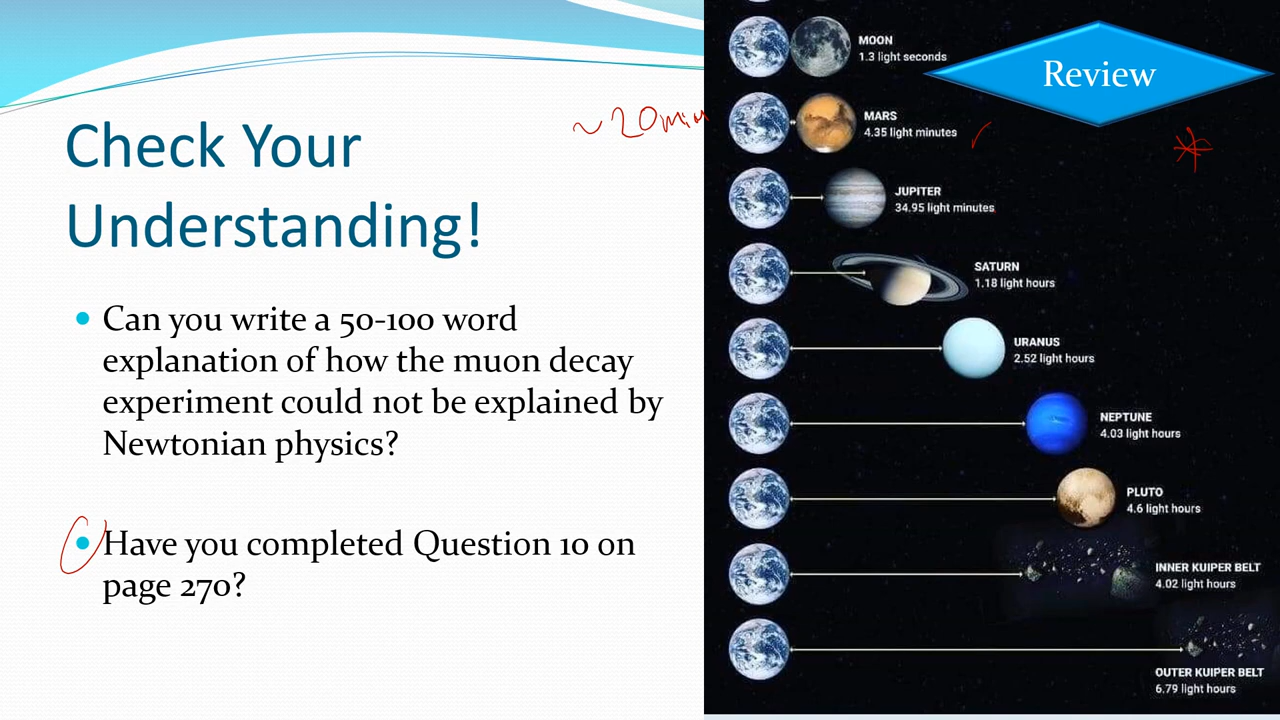 Check Your
Understanding!
~20min
• Can you write a 50-100 word
explanation of how the muon decay
experiment could not be explained by
Newtonian physics?
• Have you completed Question 10 on
page 270?
Review
MOON
1.3 light seconds
MARS
4.35 light minutes
JUPITER
34.95 light minutes
SATURN
1.18 light hours
URANUS
2.52 light hours
NEPTUNE
4.03 light hours
PLUTO
4.6 light hours
INNER KUIPER BELT
4.02 light hours
OUTER KUIPER BELT
6.79 light hours